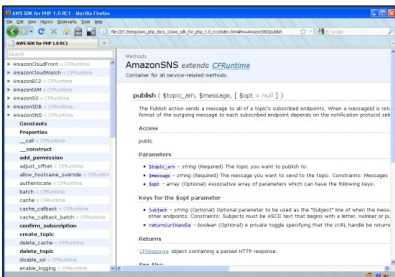 AWS SDK for PHP 1.0 RC1 - Mozilla Firefox
File Edit View History Bookmarks Tools Help
AWS SDK for PHP 1.0 RC1
Search
AmazonCloudFront < CFRuntime
AmazonCloudWatch < CFRuntime
AmazonEC2 < CFRuntime
AmazonIAM < CFRuntime
AmazonS3 < CFRuntime
AmazonSDB < CFRuntime
AmazonSNS < CFRuntime
Constants
Properties
__call < CFRuntime
__construct
add_permission
adjust_offset < CFRuntime
allow_hostname_override < CFRuntime
authenticate < CFRuntime
batch < CFRuntime
cache < CFRuntime
cache_callback < CFRuntime
cache_callback_batch < CFRuntime
confirm_subscription
create_topic
delete_cache < CFRuntime
delete_topic
disable_ssl < CFRuntime
enable_logging < CFRuntime
Methods
AmazonSNS extends CFRuntime
Container for all service-related methods.
publish ( $topic_arn, $message, [ $opt = null ] )
The Publish action sends a message to all of a topic's subscribed endpoints. When a messageId is ret
format of the outgoing message to each subscribed endpoint depends on the notification protocol sel
Access
public
Parameters
$topic_arn - string (Required) The topic you want to publish to.
$message - string (Required) The message you want to send to the topic. Constraints: Messages
$opt - array (Optional) Associative array of parameters which can have the following keys:
Keys for the $opt parameter
Subject - string (Optional) Optional parameter to be used as the "Subject" line of when the messa
other endpoints. Constraints: Subjects must be ASCII text that begins with a letter, number or pu
returnCurlHandle - boolean (Optional) A private toggle specifying that the cURL handle be return
Returns
CFResponse object containing a parsed HTTP response.
See Also